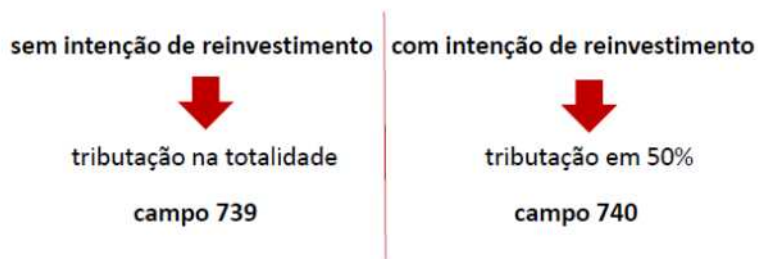 sem intenção de reinvestimento
tributação na totalidade
campo 739
com intenção de reinvestimento
tributação em 50%
campo 740